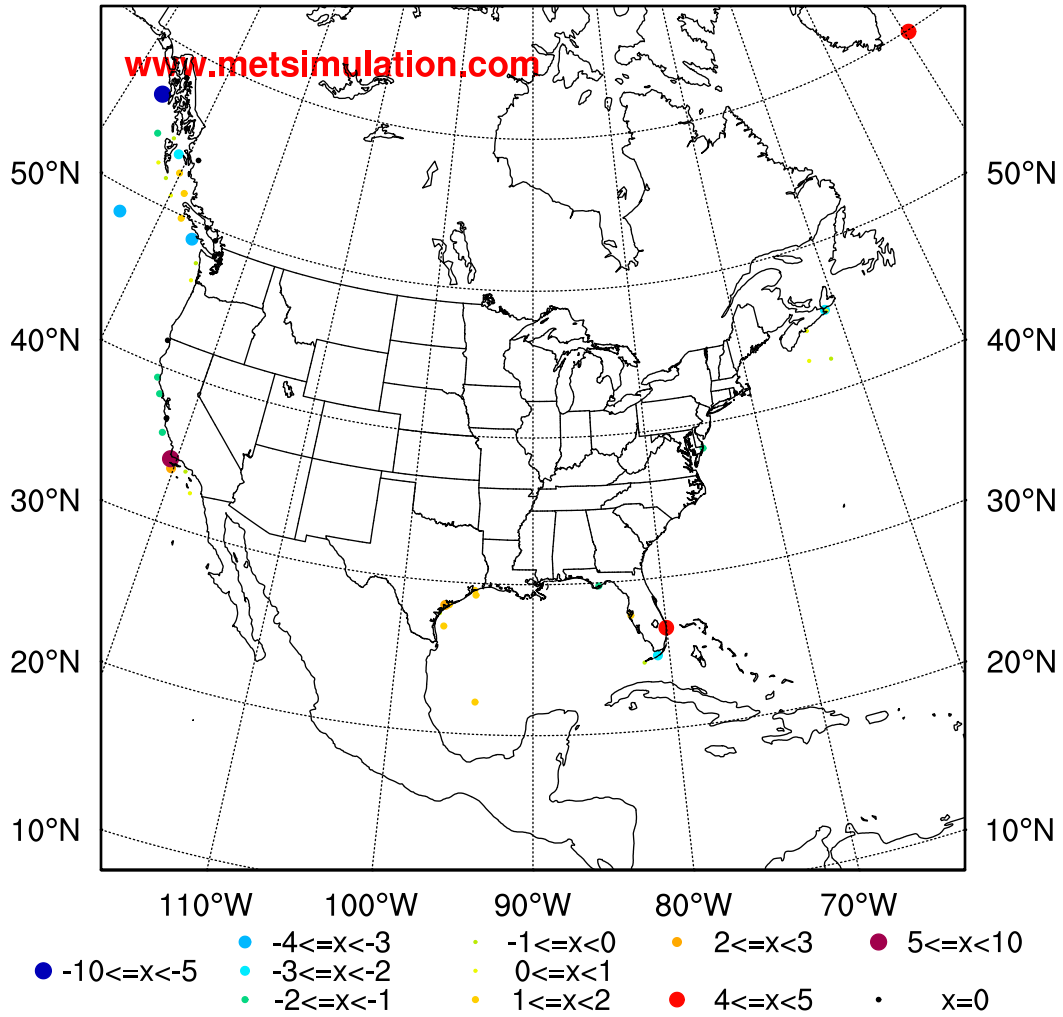 www.metsimulation.com
50°N 50°N
40°N 40°N
30°N 30°N
20°N 20°N
10°N 10°N
110°W 100°W 90°W 80°W 70°W
-4<=x<-3 -1<=x<0 2<=x<3 5<=x<10
-10<=x<-5 -3<=x<-2 0<=x<1
-2<=x<-1 1<=x<2 4<=x<5 x=0